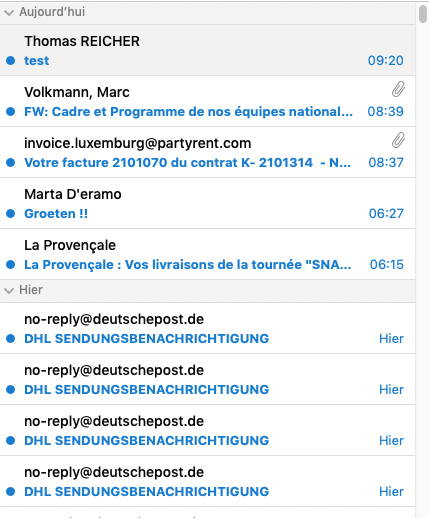 Aujourd’hui
Thomas REICHER
test 09:20
Volkmann, Marc
FW: Cadre et Programme de nos équipes national... 08:39
invoice.luxemburg@partyrent.com
Votre facture 2101070 du contrat K- 2101314 - N... 08:37
Marta D'eramo
Groeten !! 06:27
La Provençale
La Provençale : Vos livraisons de la tournée "SNA... 06:15
Hier
no-reply@deutschepost.de
DHL SENDUNGSBENACHRICHTIGUNG Hier
no-reply@deutschepost.de
DHL SENDUNGSBENACHRICHTIGUNG Hier
no-reply@deutschepost.de
DHL SENDUNGSBENACHRICHTIGUNG Hier
no-reply@deutschepost.de
DHL SENDUNGSBENACHRICHTIGUNG Hier